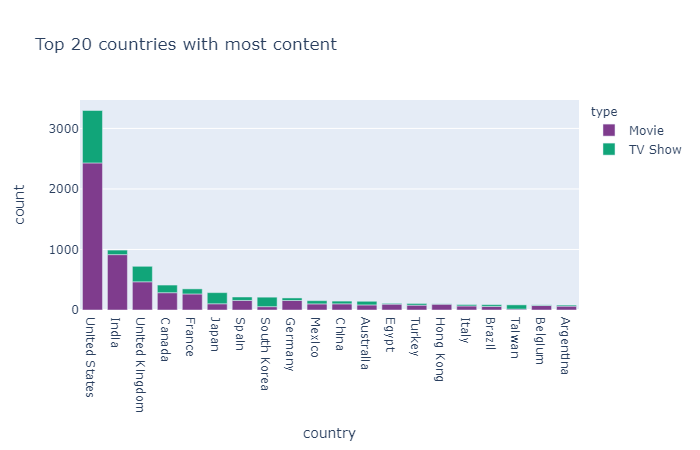 Top 20 countries with most content
type
Movie
TV Show
3000
2000
1000
0
count
United States
India
United Kingdom
Canada
France
Japan
Spain
South Korea
Germany
Mexico
China
Australia
Egypt
Turkey
Hong Kong
Italy
Brazil
Taiwan
Belgium
Argentina
country